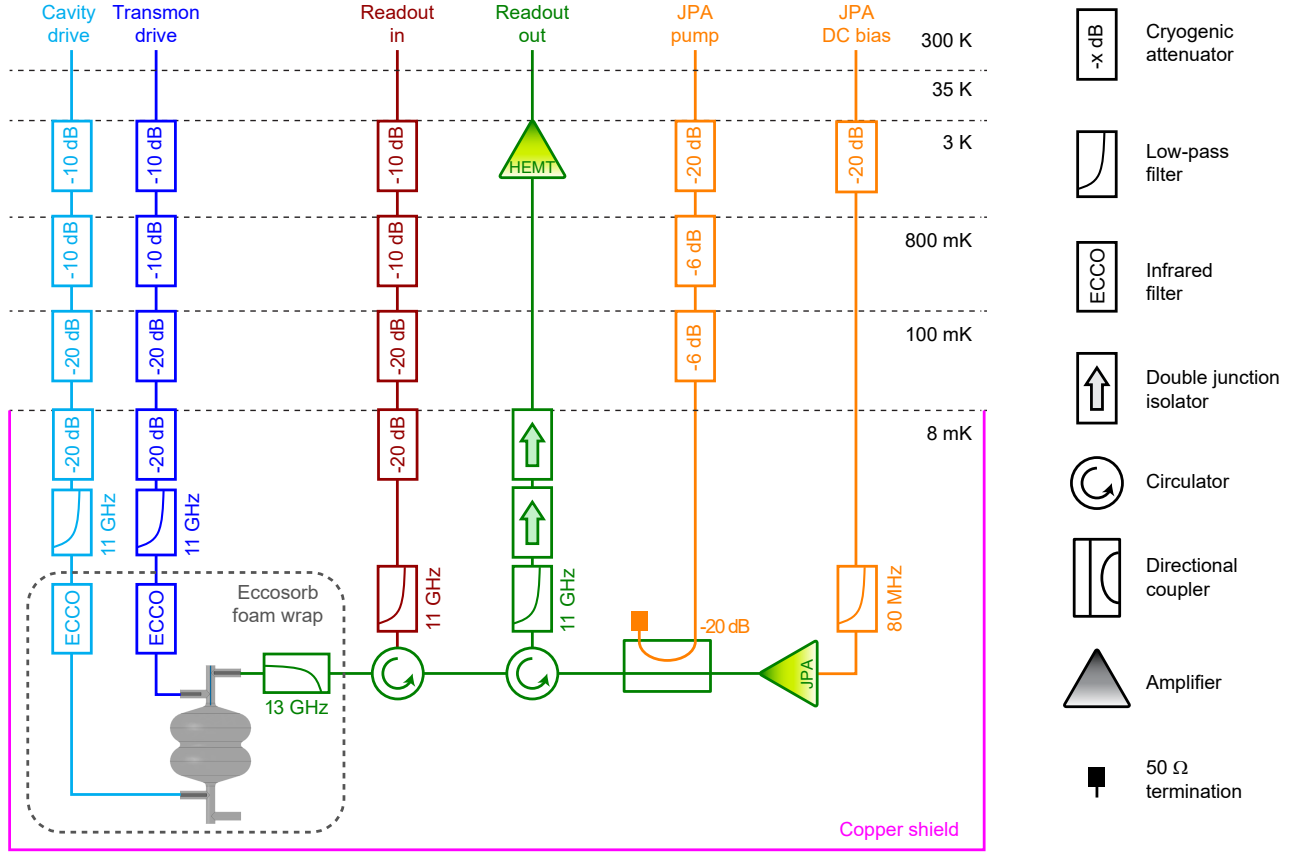 Cavity
drive
Transmon
drive
Readout
in
Readout
out
JPA
pump
JPA
DC bias
300 K
35 K
3 K
800 mK
100 mK
8 mK
-10 dB
-10 dB
-10 dB
HEMT
-20 dB
-20 dB
-10 dB
-10 dB
-10 dB
-6 dB
-20 dB
-20 dB
-20 dB
-6 dB
-20 dB
-20 dB
-20 dB
11 GHz
11 GHz
11 GHz
11 GHz
80 MHz
ECCO
ECCO
Eccosorb
foam wrap
-20 dB
JPA
13 GHz
Copper shield
-x dB
Cryogenic
attenuator
Low-pass
filter
ECCO
Infrared
filter
Double junction
isolator
Circulator
Directional
coupler
Amplifier
50 Ω
termination